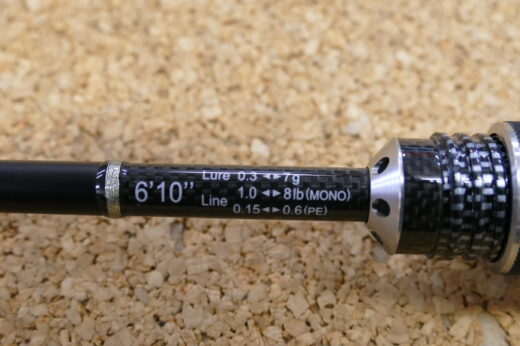 6'10"
Lure 0.3◄►7g
Line 1.0◄►8lb(MONO)
0.15◄►0.6(PE)